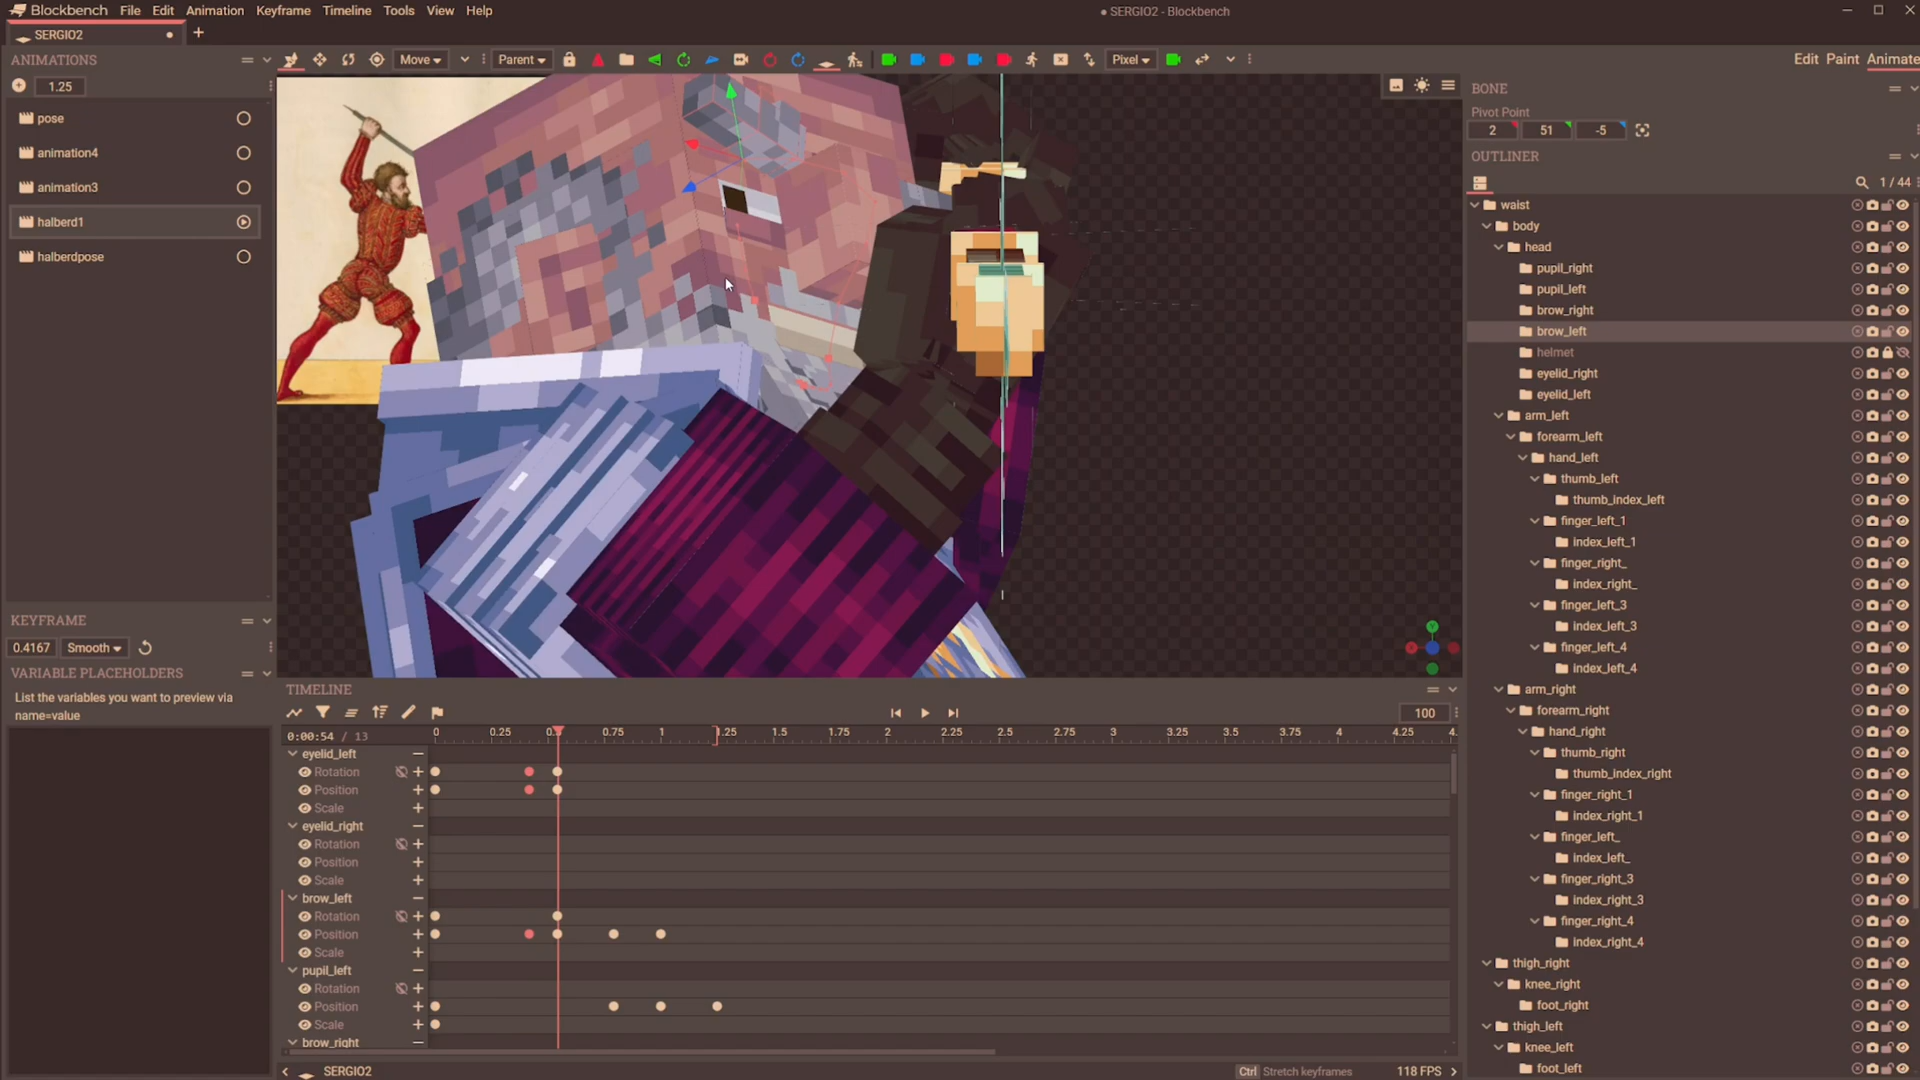 Blockbench File Edit Animation Keyframe Timeline Tools View Help
● SERGIO2 - Blockbench
SERGIO2
ANIMATIONS
1.25
pose
animation4
animation3
halberd1
halberdpose
KEYFRAME
0.4167 Smooth
VARIABLE PLACEHOLDERS
List the variables you want to preview via
name=value
Move Parent Pixel
Edit Paint Animate
BONE
Pivot Point
2 51 -5
OUTLINER
1 / 44
waist
body
head
pupil_right
pupil_left
brow_right
brow_left
helmet
eyelid_right
eyelid_left
arm_left
forearm_left
hand_left
thumb_left
thumb_index_left
finger_left_1
index_left_1
finger_right_
index_right_
finger_left_3
index_left_3
finger_left_4
index_left_4
arm_right
forearm_right
hand_right
thumb_right
thumb_index_right
finger_right_1
index_right_1
finger_left_
index_left_
finger_right_3
index_right_3
finger_right_4
index_right_4
thigh_right
knee_right
foot_right
thigh_left
knee_left
foot_left
Y
TIMELINE
100
0:00:54 / 13
0 0.25 0.75 1 1.5 1.75 2 2.25 2.5 2.75 3 3.25 3.5 3.75 4 4.25 4.
eyelid_left
Rotation
Position
Scale
eyelid_right
Rotation
Position
Scale
brow_left
Rotation
Position
Scale
pupil_left
Rotation
Position
Scale
brow_right
SERGIO2
Ctrl Stretch keyframes 118 FPS